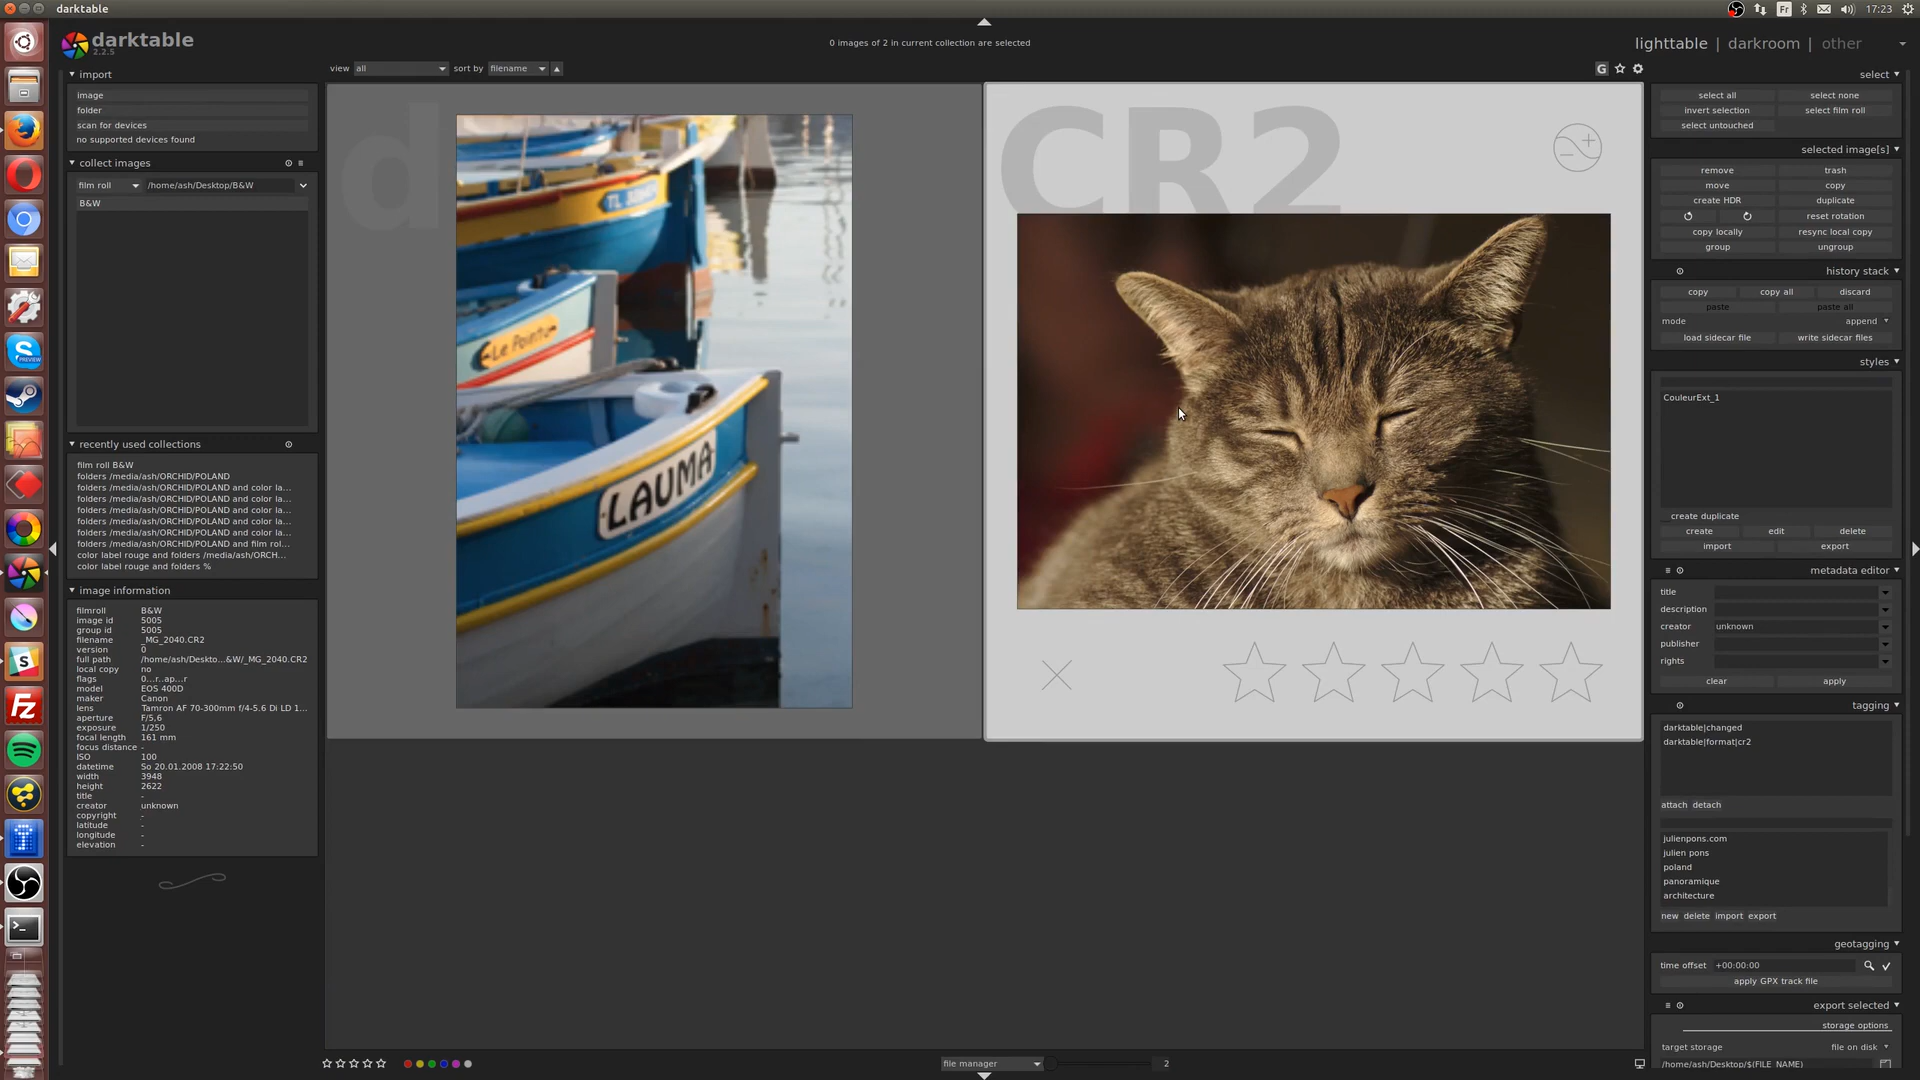 darktable
Fr
17:23
darktable
2.2.5
0 images of 2 in current collection are selected
lighttable | darkroom | other
view all sort by filename
G
import
image
folder
scan for devices
no supported devices found
collect images
film roll /home/ash/Desktop/B&W
B&W
recently used collections
film roll B&W
folders /media/ash/ORCHID/POLAND
folders /media/ash/ORCHID/POLAND and color la...
folders /media/ash/ORCHID/POLAND and color la...
folders /media/ash/ORCHID/POLAND and color la...
folders /media/ash/ORCHID/POLAND and color la...
folders /media/ash/ORCHID/POLAND and color la...
folders /media/ash/ORCHID/POLAND and film rol...
color label rouge and folders /media/ash/ORCH...
color label rouge and folders %
image information
filmroll B&W
image id 5005
group id 5005
filename _MG_2040.CR2
version 0
full path /home/ash/Deskto...&W/_MG_2040.CR2
local copy no
flags 0...r..ap...r
model EOS 400D
maker Canon
lens Tamron AF 70-300mm f/4-5.6 Di LD 1...
aperture F/5,6
exposure 1/250
focal length 161 mm
focus distance -
ISO 100
datetime So 20.01.2008 17:22:50
width 3948
height 2622
title -
creator unknown
copyright -
latitude -
longitude -
elevation -
d
Le Pointu
LAUMA
CR2
select
select all select none
invert selection select film roll
select untouched
selected image[s]
remove trash
move copy
create HDR duplicate
reset rotation
copy locally resync local copy
group ungroup
history stack
copy copy all discard
paste paste all
mode append
load sidecar file write sidecar files
styles
CouleurExt_1
create duplicate
create edit delete
import export
metadata editor
title
description
creator unknown
publisher
rights
clear apply
tagging
darktable|changed
darktable|format|cr2
attach detach
julienpons.com
julien pons
poland
panoramique
architecture
new delete import export
geotagging
time offset +00:00:00
apply GPX track file
export selected
storage options
target storage file on disk
/home/ash/Desktop/$(FILE_NAME)
file manager 2
PREVIEW
S
Fz
T